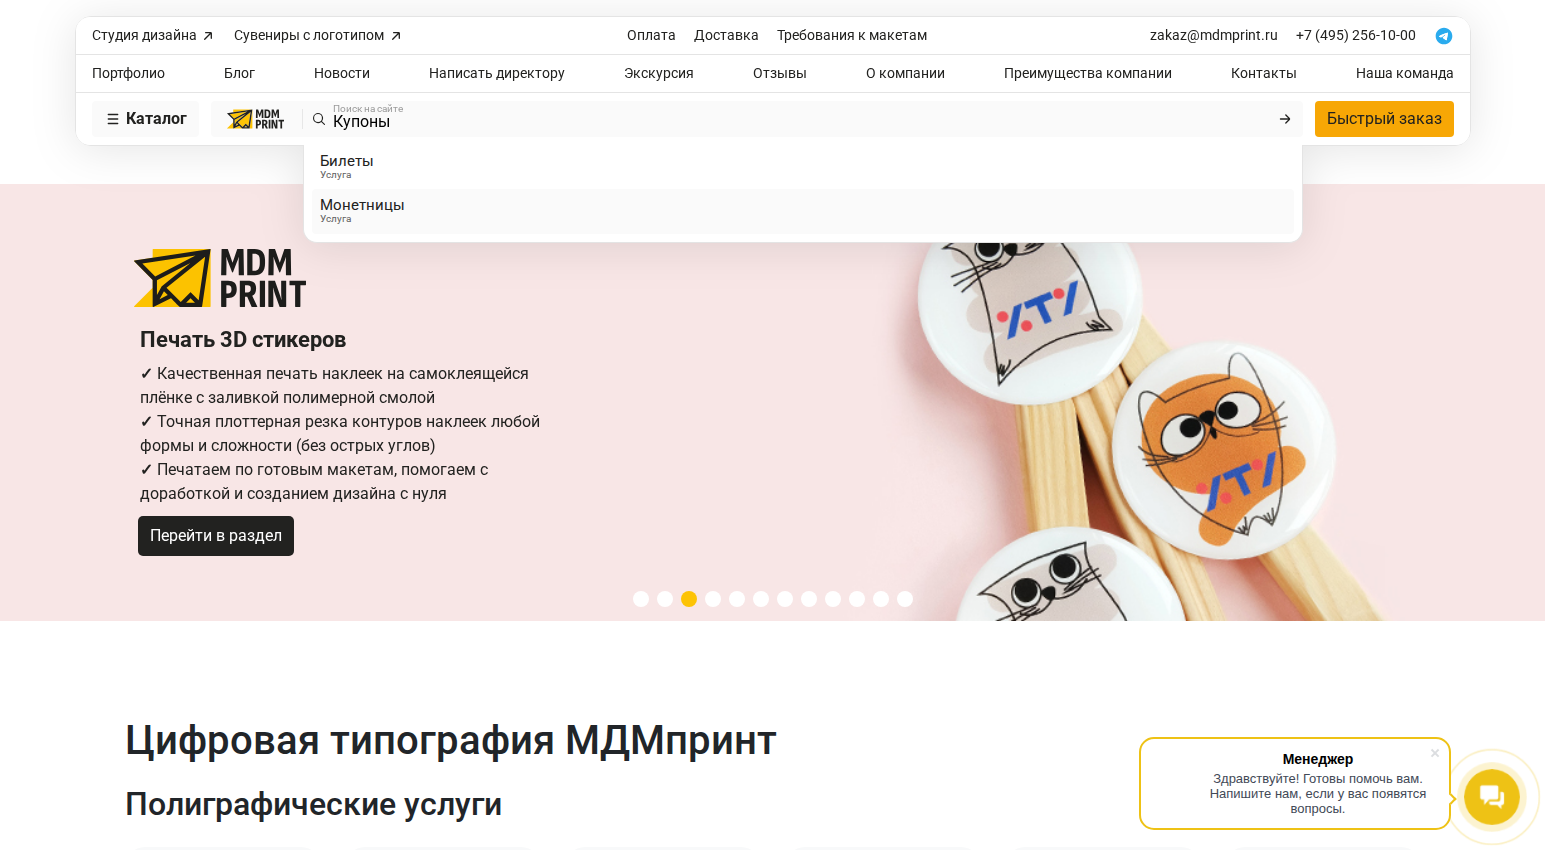 Студия дизайна
Сувениры с логотипом
Оплата
Доставка
Требования к макетам
zakaz@mdmprint.ru
+7 (495) 256-10-00
Портфолио
Блог
Новости
Написать директору
Экскурсия
Отзывы
О компании
Преимущества компании
Контакты
Наша команда
Каталог
MDM
PRINT
Поиск на сайте
Купоны
Быстрый заказ
Билеты
Услуга
Монетницы
Услуга
MDM
PRINT
Печать 3D стикеров
✓ Качественная печать наклеек на самоклеящейся
плёнке с заливкой полимерной смолой
✓ Точная плоттерная резка контуров наклеек любой
формы и сложности (без острых углов)
✓ Печатаем по готовым макетам, помогаем с
доработкой и созданием дизайна с нуля
Перейти в раздел
Цифровая типография МДМпринт
Полиграфические услуги
Менеджер
Здравствуйте! Готовы помочь вам.
Напишите нам, если у вас появятся
вопросы.